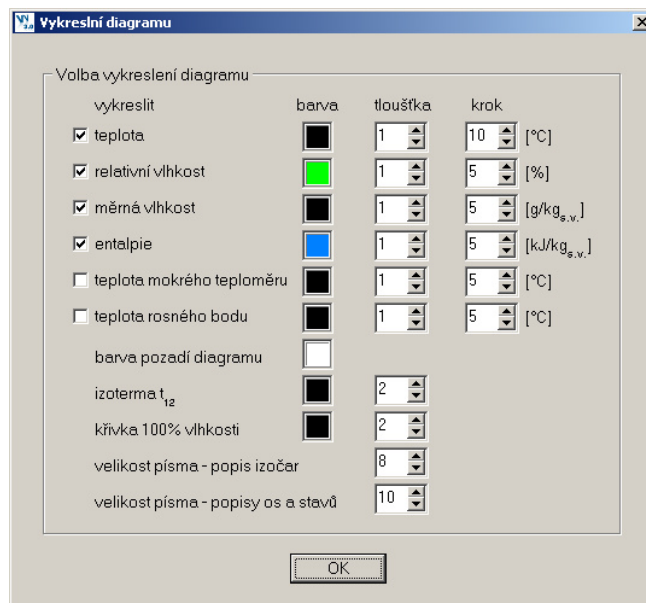 VV 3.0 Vykreslní diagramu
Volba vykreslení diagramu
vykreslit barva tloušťka krok
teplota 1 10 [°C]
relativní vlhkost 1 5 [%]
měrná vlhkost 1 5 [g/kgs.v.]
entalpie 1 5 [kJ/kgs.v.]
teplota mokrého teploměru 1 5 [°C]
teplota rosného bodu 1 5 [°C]
barva pozadí diagramu
izoterma t12 2
křivka 100% vlhkosti 2
velikost písma - popis izočar 8
velikost písma - popisy os a stavů 10
OK